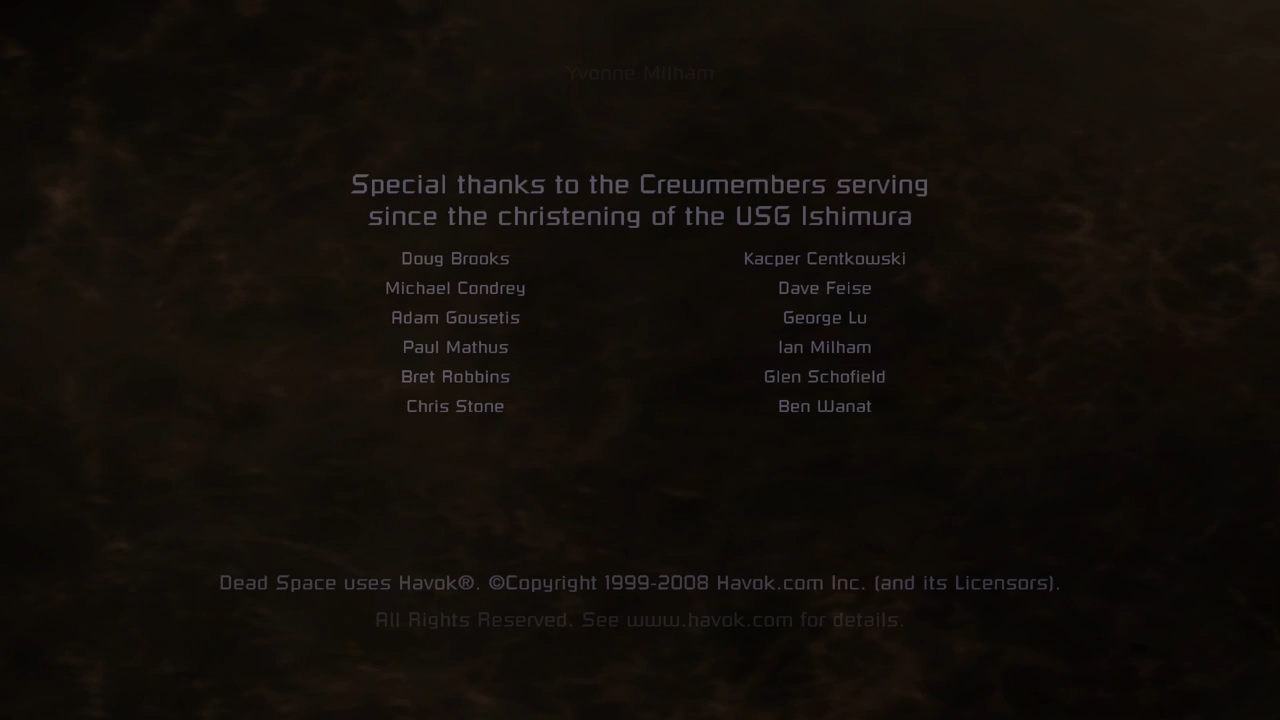 Yvonne Milham
Special thanks to the Crewmembers serving
since the christening of the USG Ishimura
Doug Brooks
Kacper Centkowski
Michael Condrey
Dave Feise
Adam Gousetis
George Lu
Paul Mathus
Ian Milham
Bret Robbins
Glen Schofield
Chris Stone
Ben Wanat
Dead Space uses Havok®. ©Copyright 1999-2008 Havok.com Inc. (and its Licensors).
All Rights Reserved. See www.havok.com for details.